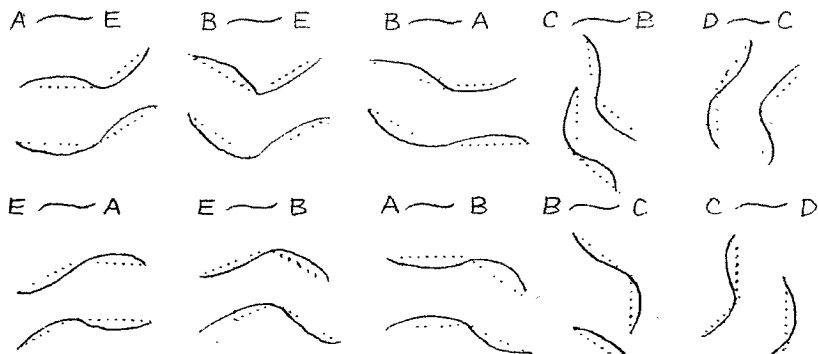 A ~ E B ~ E B ~ A C ~ B D ~ C
E ~ A E ~ B A ~ B B ~ C C ~ D